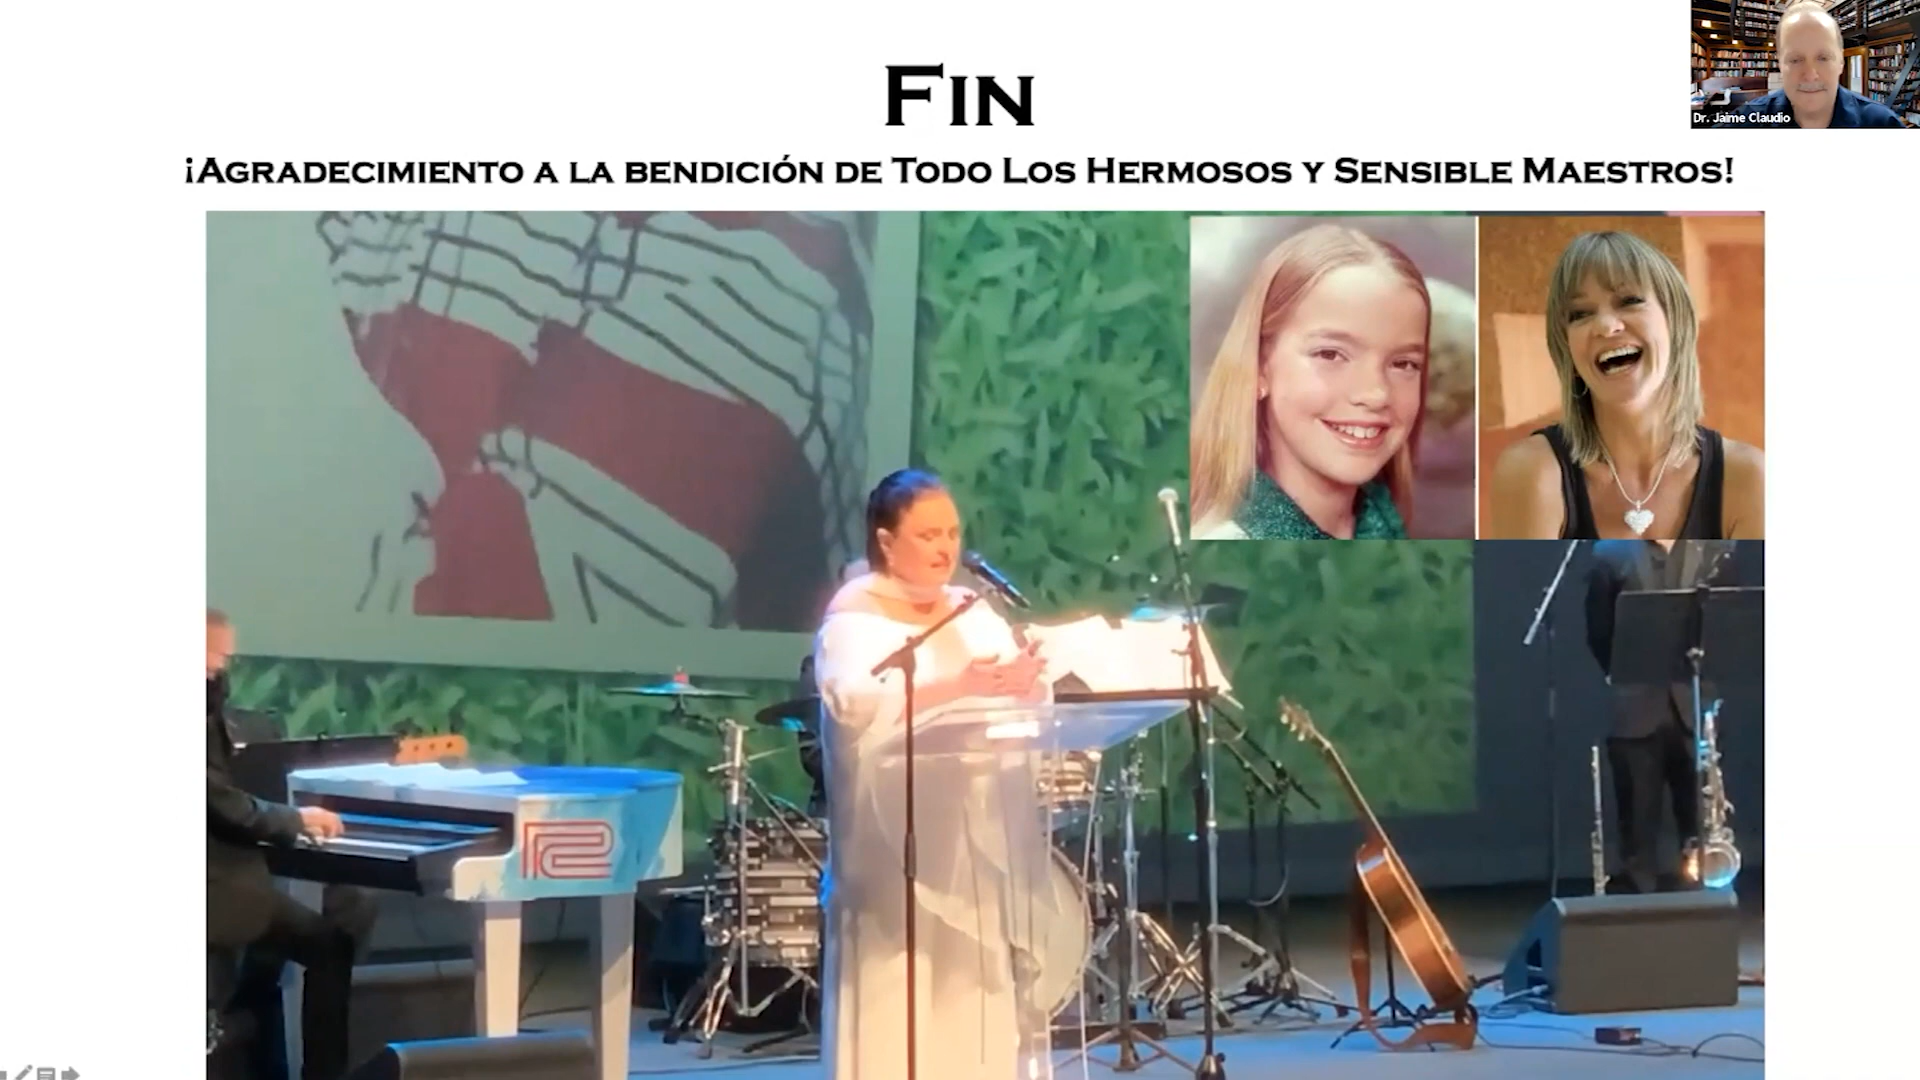 Fin
¡Agradecimiento a la bendición de Todo Los Hermosos y Sensible Maestros!
Dr. Jaime Claudio